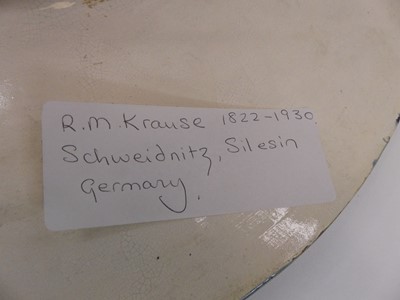 R.M.Krause 1822-1930.
Schweidnitz, Silesin
Germany.